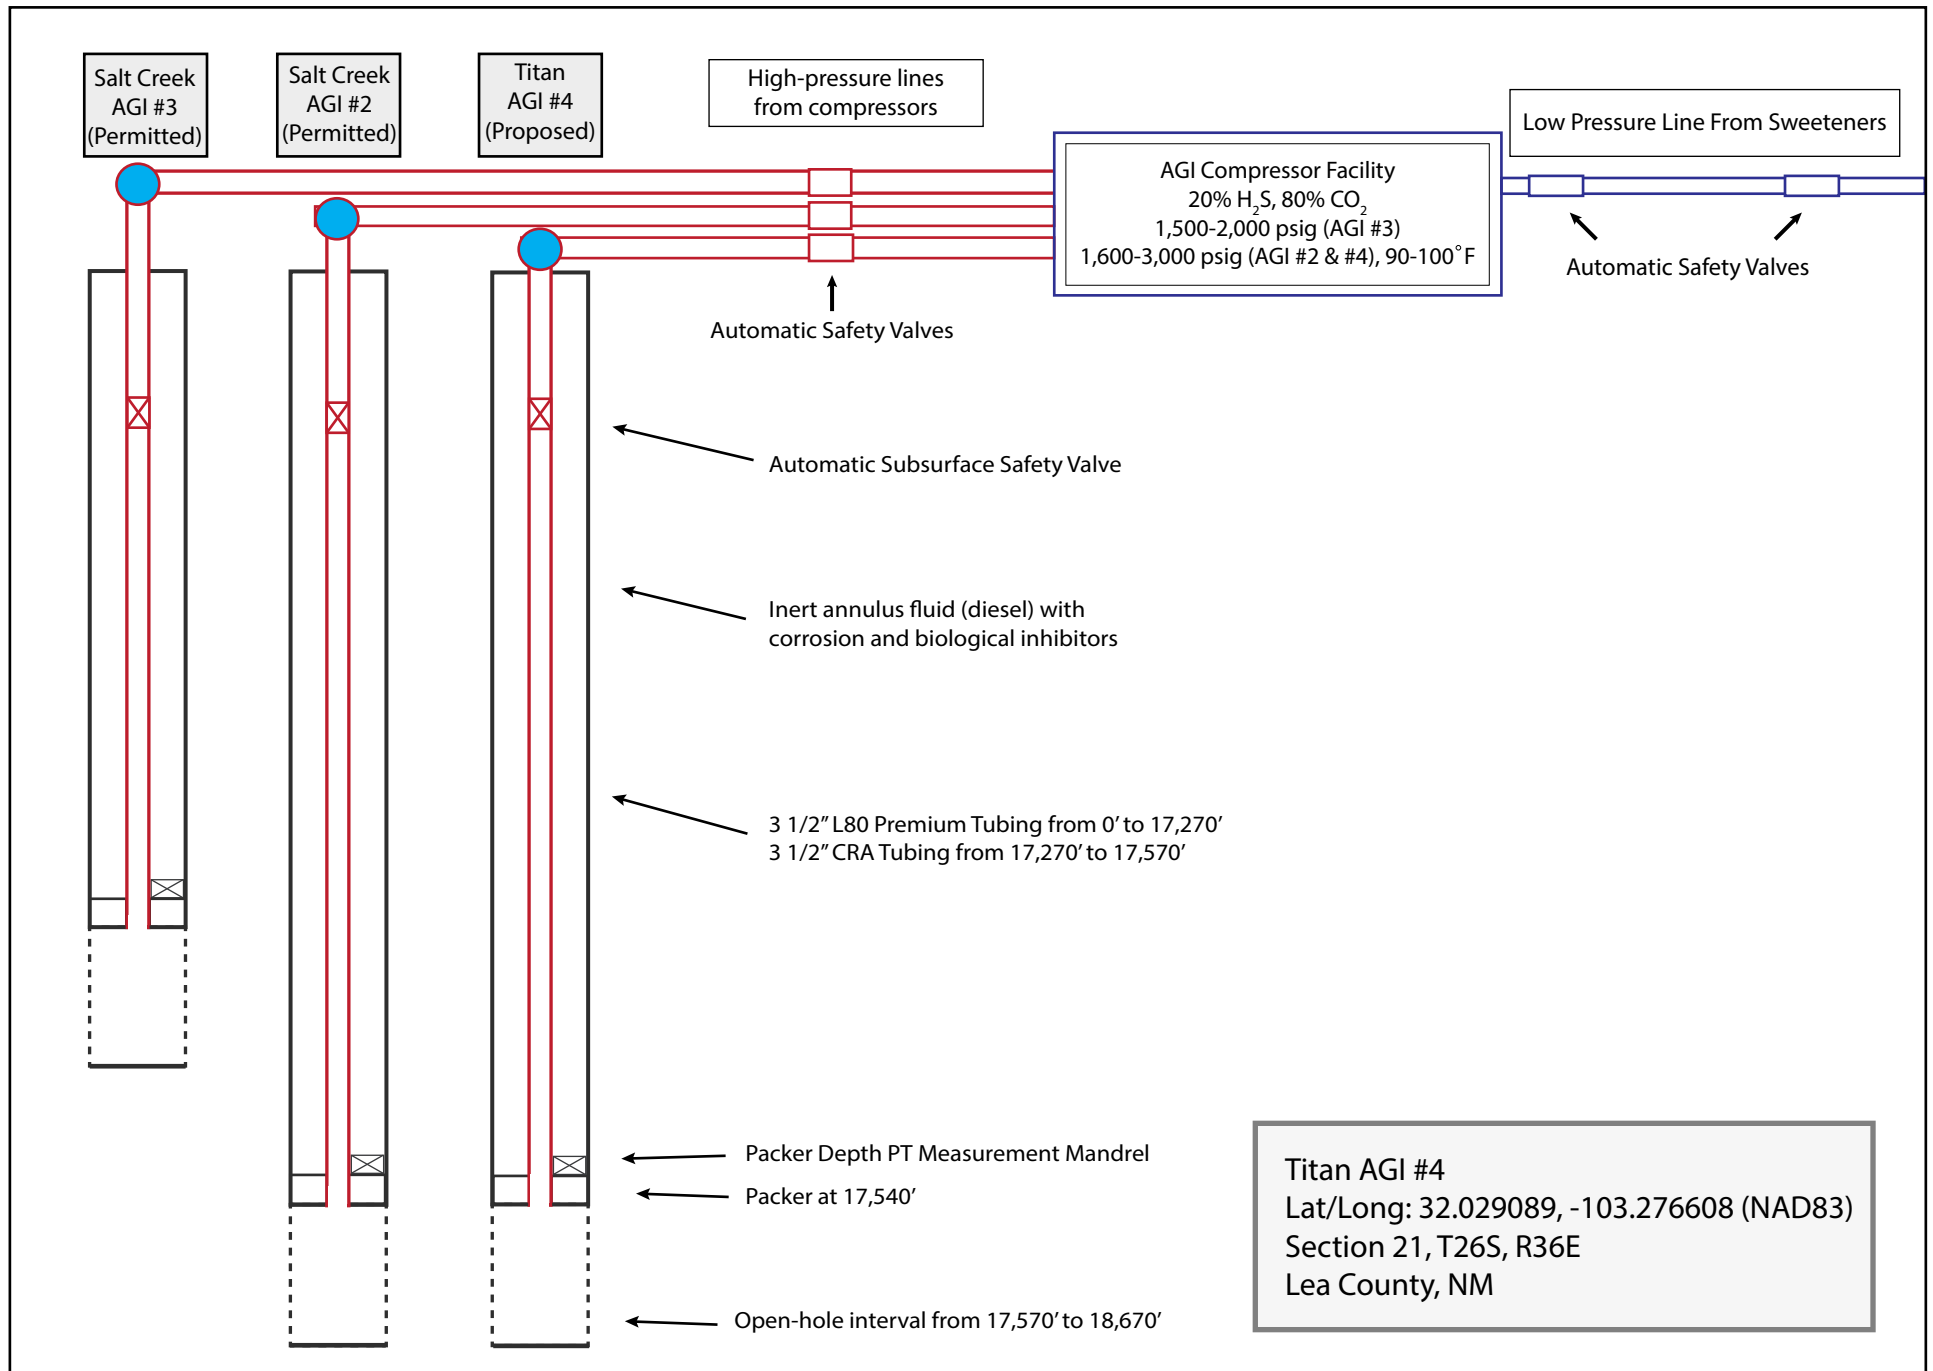 Salt Creek
AGI #3
(Permitted)
Salt Creek
AGI #2
(Permitted)
Titan
AGI #4
(Proposed)
High-pressure lines
from compressors
Low Pressure Line From Sweeteners
AGI Compressor Facility
20% H₂S, 80% CO₂
1,500-2,000 psig (AGI #3)
1,600-3,000 psig (AGI #2 & #4), 90-100°F
Automatic Safety Valves
Automatic Safety Valves
Automatic Subsurface Safety Valve
Inert annulus fluid (diesel) with
corrosion and biological inhibitors
3 1/2” L80 Premium Tubing from 0’ to 17,270’
3 1/2” CRA Tubing from 17,270’ to 17,570’
Packer Depth PT Measurement Mandrel
Packer at 17,540’
Open-hole interval from 17,570’ to 18,670’
Titan AGI #4
Lat/Long: 32.029089, -103.276608 (NAD83)
Section 21, T26S, R36E
Lea County, NM